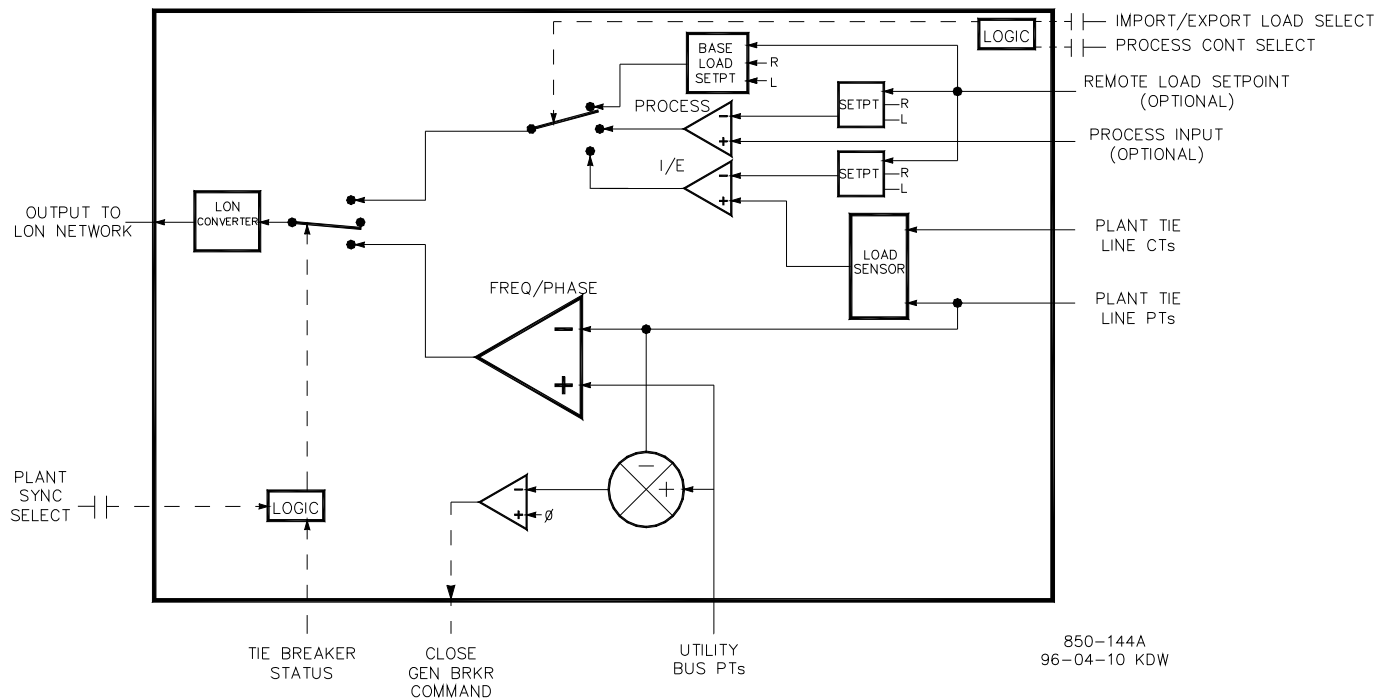 IMPORT/EXPORT LOAD SELECT
LOGIC
PROCESS CONT SELECT
BASE
LOAD
SETPT
R
L
REMOTE LOAD SETPOINT
(OPTIONAL)
PROCESS
SETPT
R
L
−
+
PROCESS INPUT
(OPTIONAL)
I/E
SETPT
R
L
−
+
LON
CONVERTER
OUTPUT TO
LON NETWORK
LOAD
SENSOR
PLANT TIE
LINE CTs
PLANT TIE
LINE PTs
FREQ/PHASE
−
+
PLANT
SYNC
SELECT
LOGIC
−
+
Ø
−
+
TIE BREAKER
STATUS
CLOSE
GEN BRKR
COMMAND
UTILITY
BUS PTs
850−144A
96−04−10 KDW